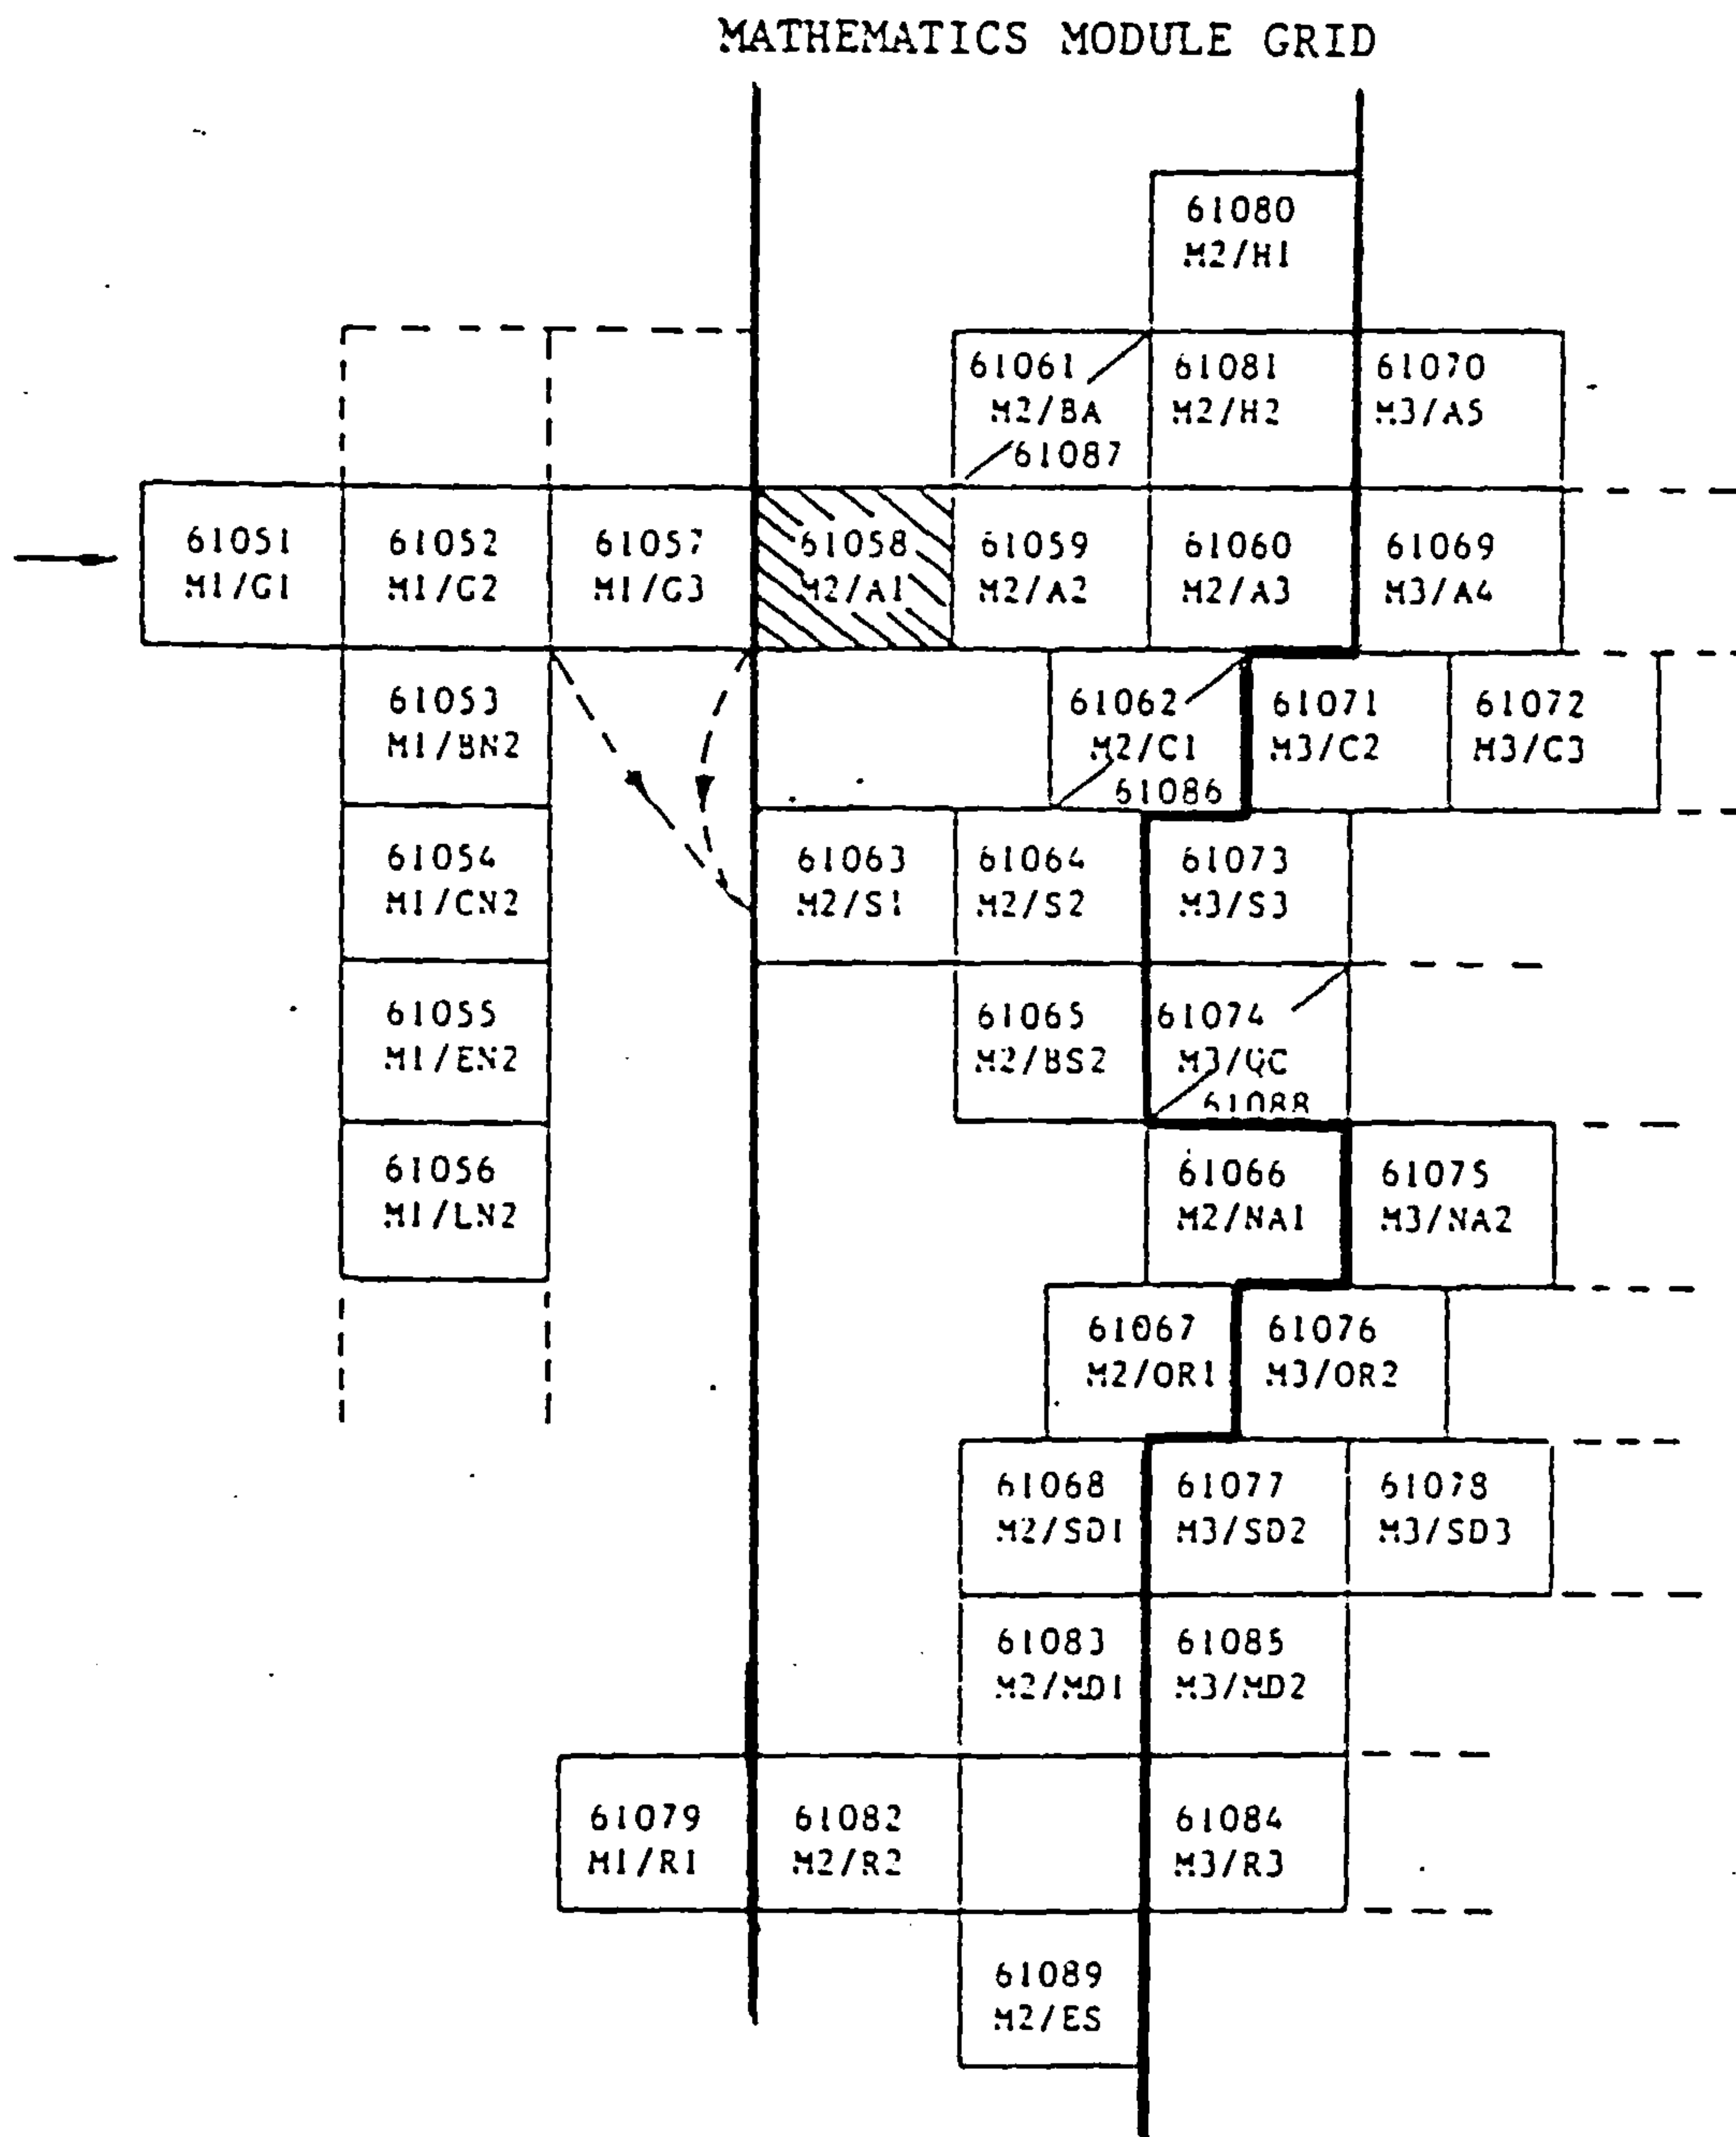 MATHEMATICS MODULE GRID
61080
M2/H1
61061
M2/BA
61087
61081
M2/H2
61070
M3/A5
61051
M1/G1
61052
M1/G2
61057
M1/G3
61058
M2/A1
61059
M2/A2
61060
M2/A3
61069
M3/A4
61053
M1/BN2
61062
M2/C1
61086
61071
M3/C2
61072
M3/C3
61054
M1/CN2
61063
M2/S1
61064
M2/S2
61073
M3/S3
61055
M1/EN2
61065
M2/BS2
61074
M3/QC
61088
61056
M1/LN2
61066
M2/NA1
61075
M3/NA2
61067
M2/OR1
61076
M3/OR2
61068
M2/SD1
61077
M3/SD2
61078
M3/SD3
61083
M2/MD1
61085
M3/MD2
61079
M1/R1
61082
M2/R2
61084
M3/R3
61089
M2/ES